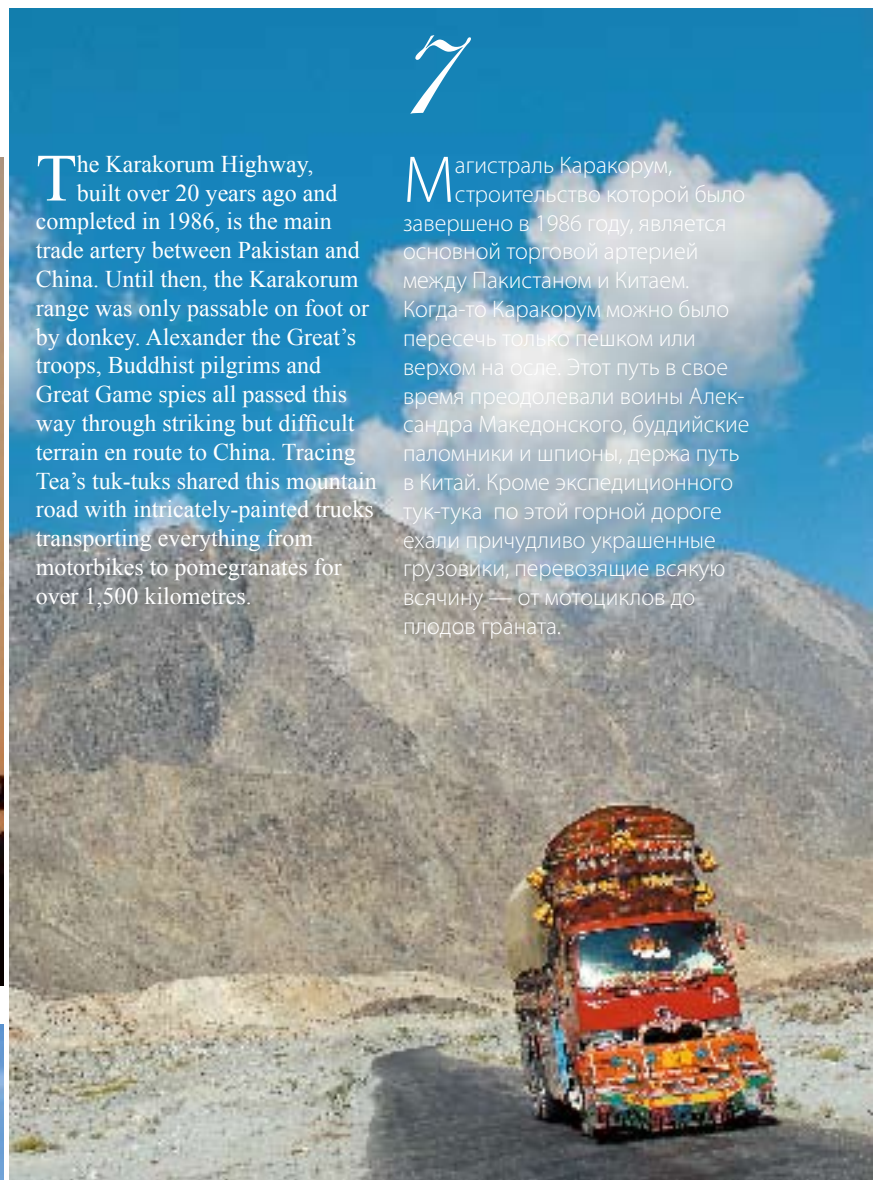 7
The Karakorum Highway,
built over 20 years ago and
completed in 1986, is the main
trade artery between Pakistan and
China. Until then, the Karakorum
range was only passable on foot or
by donkey. Alexander the Great’s
troops, Buddhist pilgrims and
Great Game spies all passed this
way through striking but difficult
terrain en route to China. Tracing
Tea’s tuk-tuks shared this mountain
road with intricately-painted trucks
transporting everything from
motorbikes to pomegranates for
over 1,500 kilometres.
Магистраль Каракорум,
строительство которой было
завершено в 1986 году, является
основной торговой артерией
между Пакистаном и Китаем.
Когда-то Каракорум можно было
пересечь только пешком или
верхом на осле. Этот путь в свое
время преодолевали воины Алек-
сандра Македонского, буддийские
паломники и шпионы, держа путь
в Китай. Кроме экспедиционного
тук-тука по этой горной дороге
ехали причудливо украшенные
грузовики, перевозящие всякую
всячину — от мотоциклов до
плодов граната.